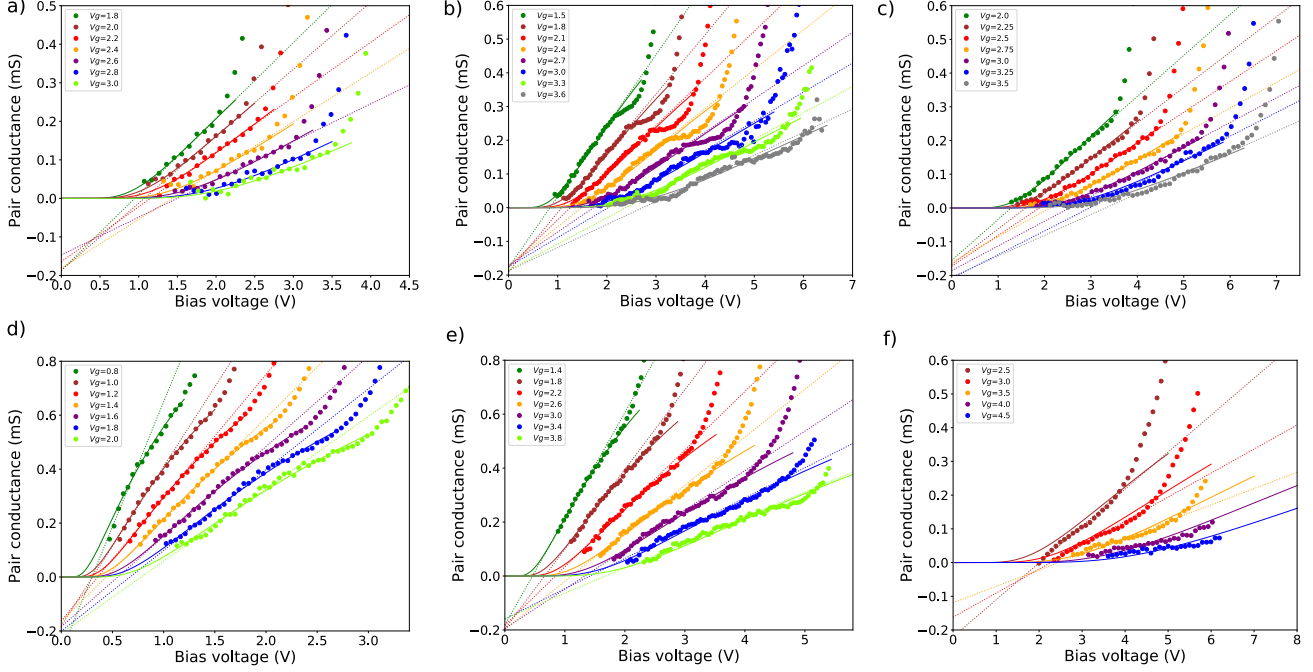 a)
Pair conductance (mS)
0.5
0.4
0.3
0.2
0.1
0.0
−0.1
−0.2
Vg=1.8
Vg=2.0
Vg=2.2
Vg=2.4
Vg=2.6
Vg=2.8
Vg=3.0
0.0 0.5 1.0 1.5 2.0 2.5 3.0 3.5 4.0 4.5
Bias voltage (V)
b)
Pair conductance (mS)
0.6
0.5
0.4
0.3
0.2
0.1
0.0
−0.1
−0.2
Vg=1.5
Vg=1.8
Vg=2.1
Vg=2.4
Vg=2.7
Vg=3.0
Vg=3.3
Vg=3.6
0 1 2 3 4 5 6 7
Bias voltage (V)
c)
Pair conductance (mS)
0.6
0.5
0.4
0.3
0.2
0.1
0.0
−0.1
−0.2
Vg=2.0
Vg=2.25
Vg=2.5
Vg=2.75
Vg=3.0
Vg=3.25
Vg=3.5
0 1 2 3 4 5 6 7
Bias voltage (V)
d)
Pair conductance (mS)
0.8
0.6
0.4
0.2
0.0
−0.2
Vg=0.8
Vg=1.0
Vg=1.2
Vg=1.4
Vg=1.6
Vg=1.8
Vg=2.0
0.0 0.5 1.0 1.5 2.0 2.5 3.0
Bias voltage (V)
e)
Pair conductance (mS)
0.8
0.6
0.4
0.2
0.0
−0.2
Vg=1.4
Vg=1.8
Vg=2.2
Vg=2.6
Vg=3.0
Vg=3.4
Vg=3.8
0 1 2 3 4 5
Bias voltage (V)
f)
Pair conductance (mS)
0.6
0.5
0.4
0.3
0.2
0.1
0.0
−0.1
−0.2
Vg=2.5
Vg=3.0
Vg=3.5
Vg=4.0
Vg=4.5
0 1 2 3 4 5 6 7 8
Bias voltage (V)